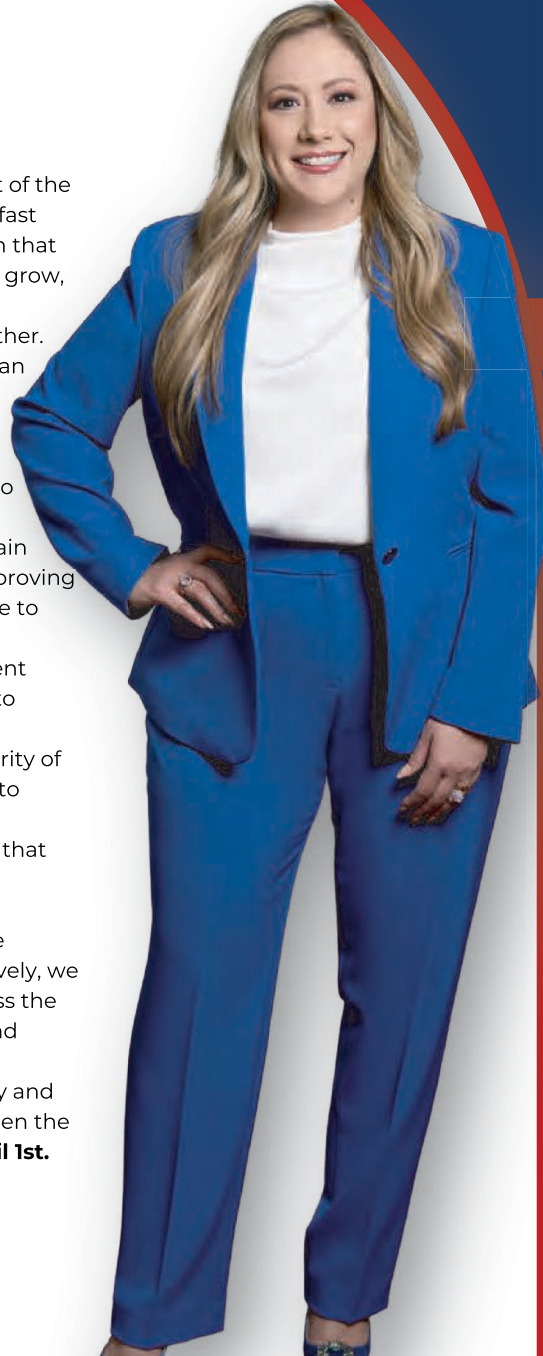 t of the
fast
n that
grow,
ther.
an
o
ain
proving
e to
ent
to
rity of
to
that
e
vely, we
ss the
nd
y and
en the
il 1st.